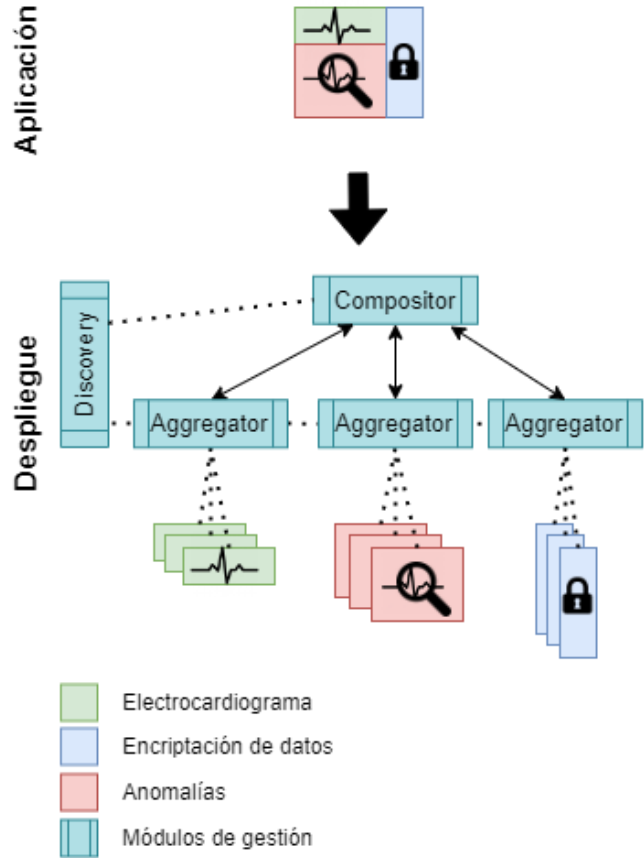 Aplicación
Compositor
Discovery
Despliegue
Aggregator
Aggregator
Aggregator
Electrocardiograma
Encriptación de datos
Anomalías
Módulos de gestión